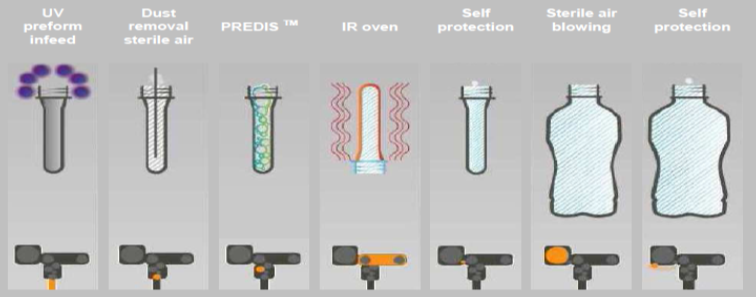 UV
preform
infeed
Dust
removal
sterile air
PREDIS ™
IR oven
Self
protection
Sterile air
blowing
Self
protection